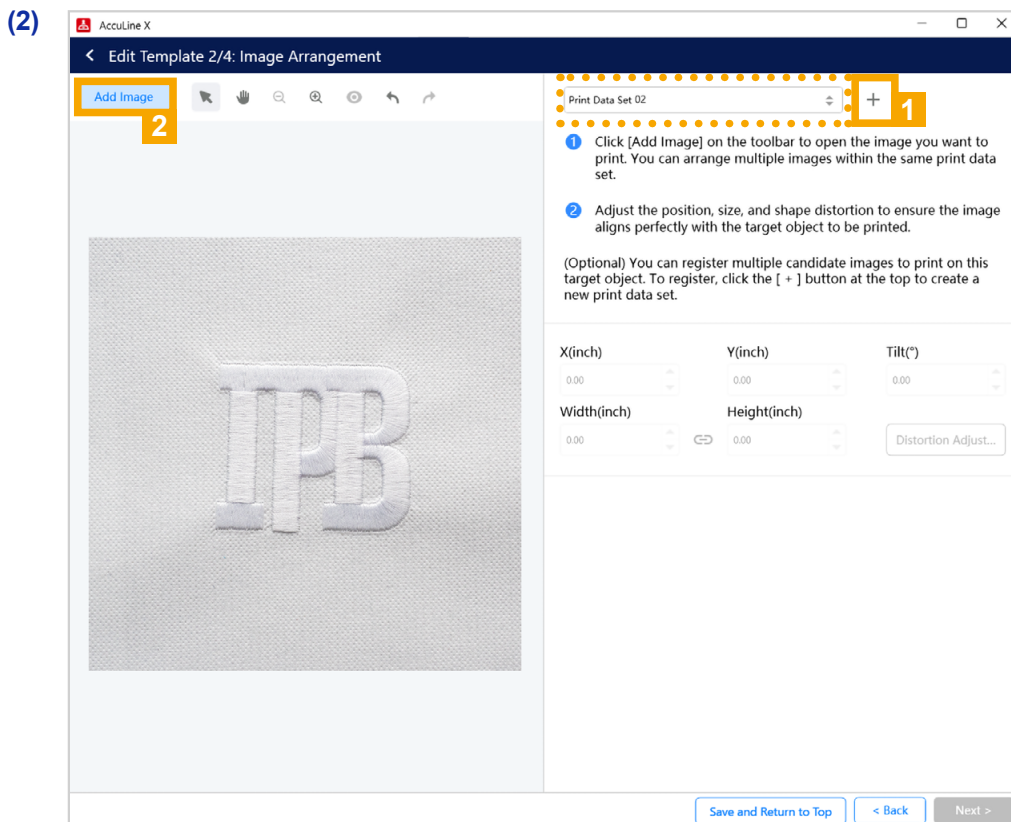 (2)
AccuLine X
Edit Template 2/4: Image Arrangement
Add Image
2
Print Data Set 02
1
1 Click [Add Image] on the toolbar to open the image you want to
print. You can arrange multiple images within the same print data
set.
2 Adjust the position, size, and shape distortion to ensure the image
aligns perfectly with the target object to be printed.
(Optional) You can register multiple candidate images to print on this
target object. To register, click the [ + ] button at the top to create a
new print data set.
X(inch) Y(inch) Tilt(°)
0.00 0.00 0.00
Width(inch) Height(inch)
0.00 0.00 Distortion Adjust...
IPB
Save and Return to Top < Back Next >